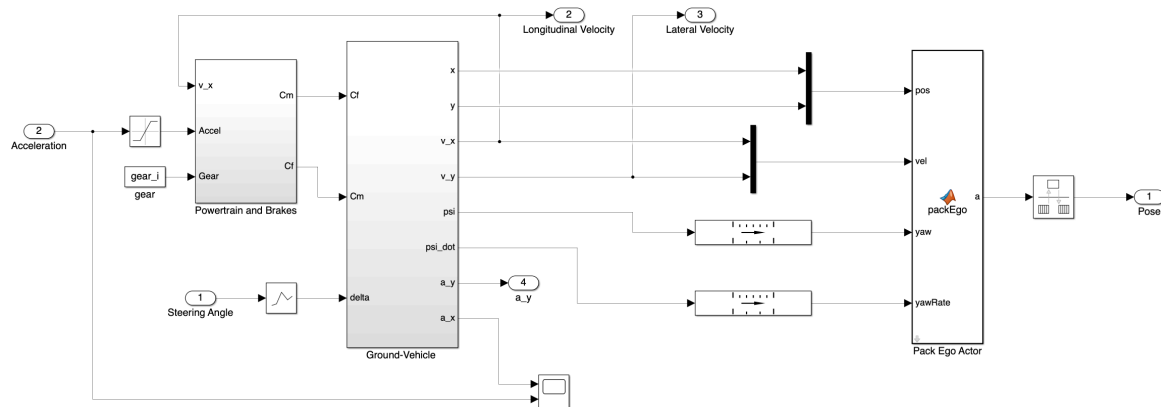 2
Longitudinal Velocity
3
Lateral Velocity
v_x
Cm
Accel
Cf
Gear
Powertrain and Brakes
2
Acceleration
gear_i
gear
1
Steering Angle
Cf
Cm
delta
x
y
v_x
v_y
psi
psi_dot
a_y
a_x
Ground-Vehicle
4
a_y
pos
vel
yaw
yawRate
packEgo
a
Pack Ego Actor
1
Pose